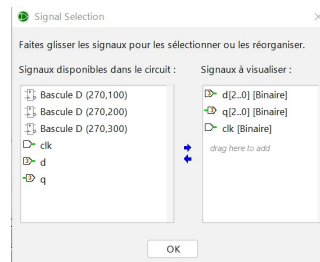 Signal Selection
Faites glisser les signaux pour les sélectionner ou les réorganiser.
Signaux disponibles dans le circuit :
Signaux à visualiser :
Bascule D (270,100)
Bascule D (270,200)
Bascule D (270,300)
clk
d
q
d[2..0] [Binaire]
q[2..0] [Binaire]
clk [Binaire]
drag here to add
OK